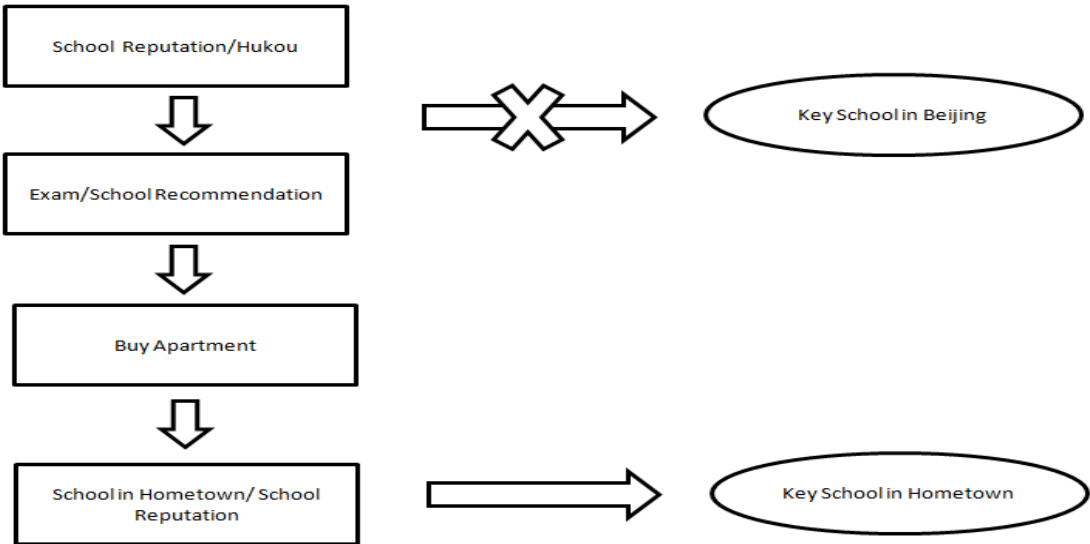 School Reputation/Hukou
Key School in Beijing
Exam/School Recommendation
Buy Apartment
School in Hometown/ School
Reputation
Key School in Hometown